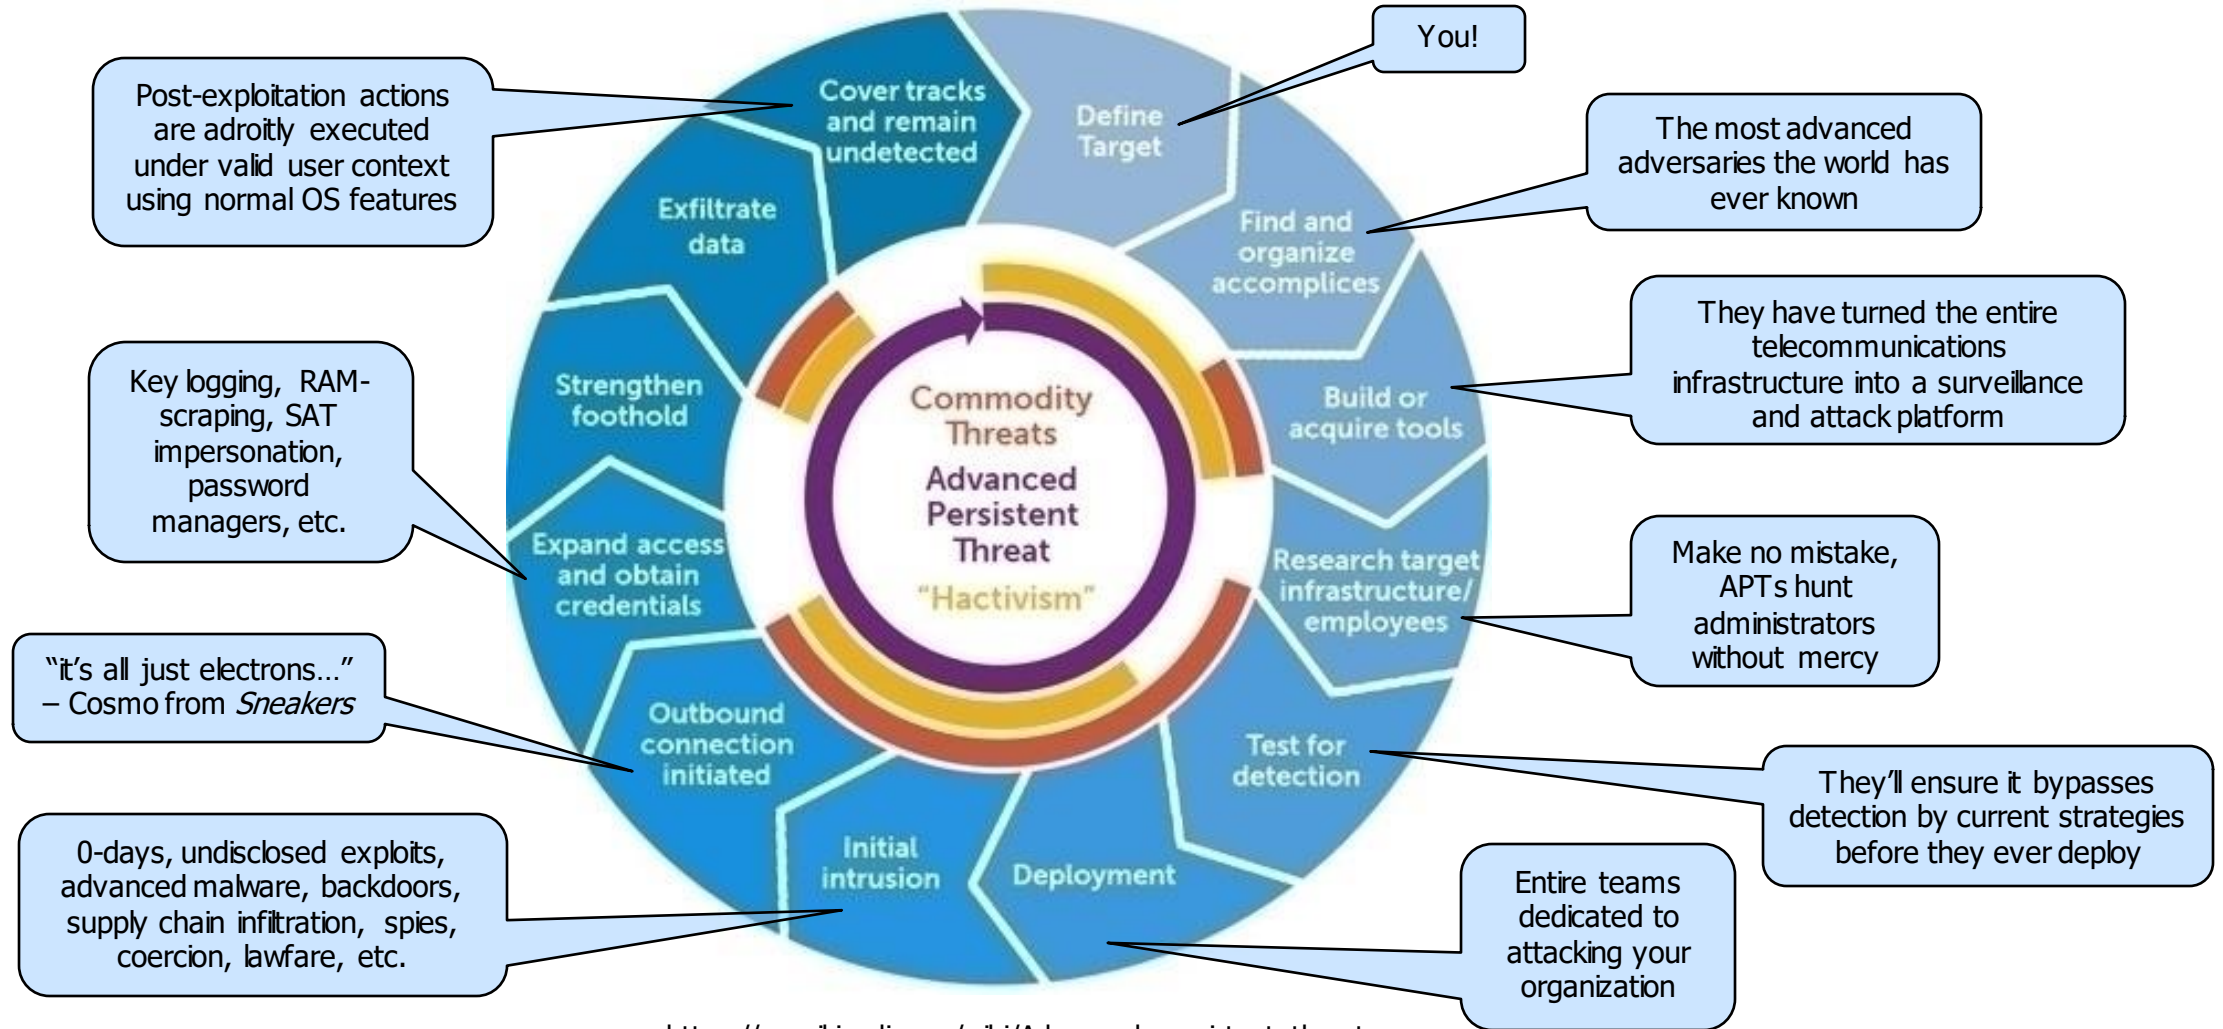 You!
Post-exploitation actions
are adroitly executed
under valid user context
using normal OS features
Cover tracks
and remain
undetected
Define
Target
The most advanced
adversaries the world has
ever known
Exfiltrate
data
Find and
organize
accomplices
They have turned the entire
telecommunications
infrastructure into a surveillance
and attack platform
Key logging, RAM-
scraping, SAT
impersonation,
password
managers, etc.
Strengthen
foothold
Commodity
Threats
Advanced
Persistent
Threat
"Hactivism"
Build or
acquire tools
Expand access
and obtain
credentials
Research target
infrastructure/
employees
Make no mistake,
APTs hunt
administrators
without mercy
“it’s all just electrons…”
– Cosmo from Sneakers
Outbound
connection
initiated
Test for
detection
They’ll ensure it bypasses
detection by current strategies
before they ever deploy
0-days, undisclosed exploits,
advanced malware, backdoors,
supply chain infiltration, spies,
coercion, lawfare, etc.
Initial
intrusion
Deployment
Entire teams
dedicated to
attacking your
organization